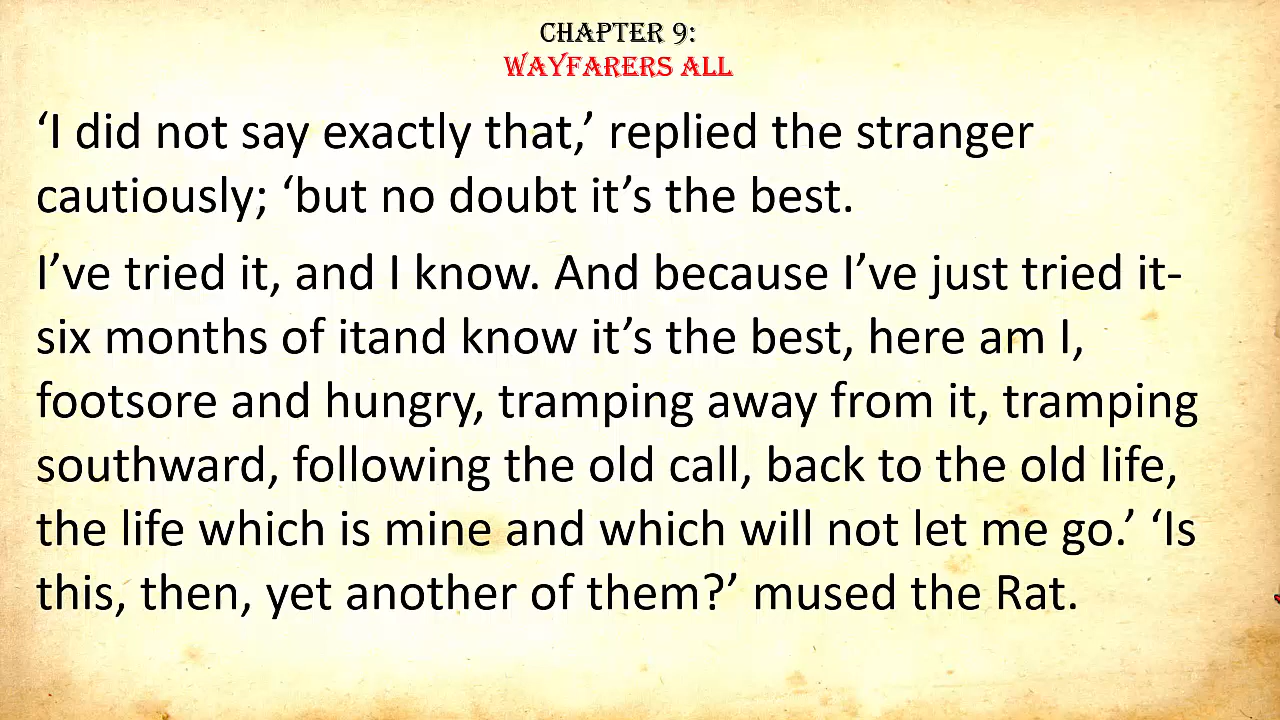 CHAPTER 9:
WAYFARERS ALL
‘I did not say exactly that,’ replied the stranger
cautiously; ‘but no doubt it’s the best.
I’ve tried it, and I know. And because I’ve just tried it-
six months of itand know it’s the best, here am I,
footsore and hungry, tramping away from it, tramping
southward, following the old call, back to the old life,
the life which is mine and which will not let me go.’ ‘Is
this, then, yet another of them?’ mused the Rat.